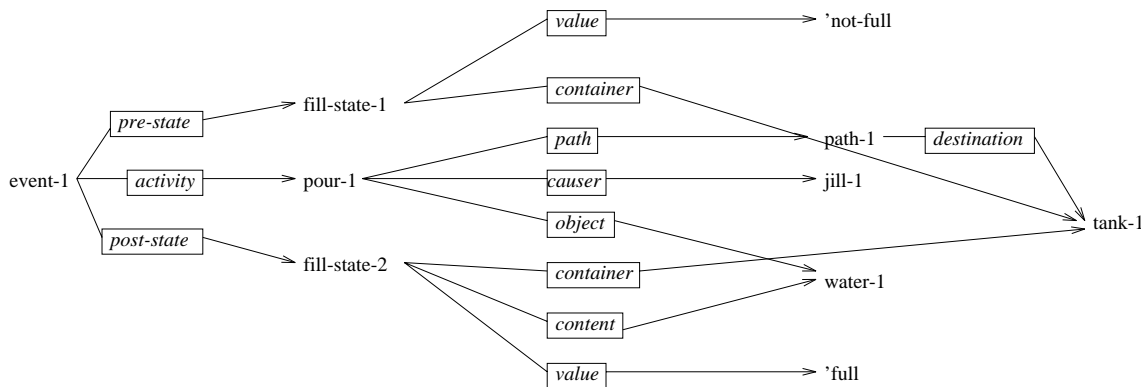 value
’not-full
container
fill-state-1
pre-state
path
path-1
destination
event-1
activity
pour-1
causer
jill-1
object
tank-1
post-state
fill-state-2
container
water-1
content
value
’full